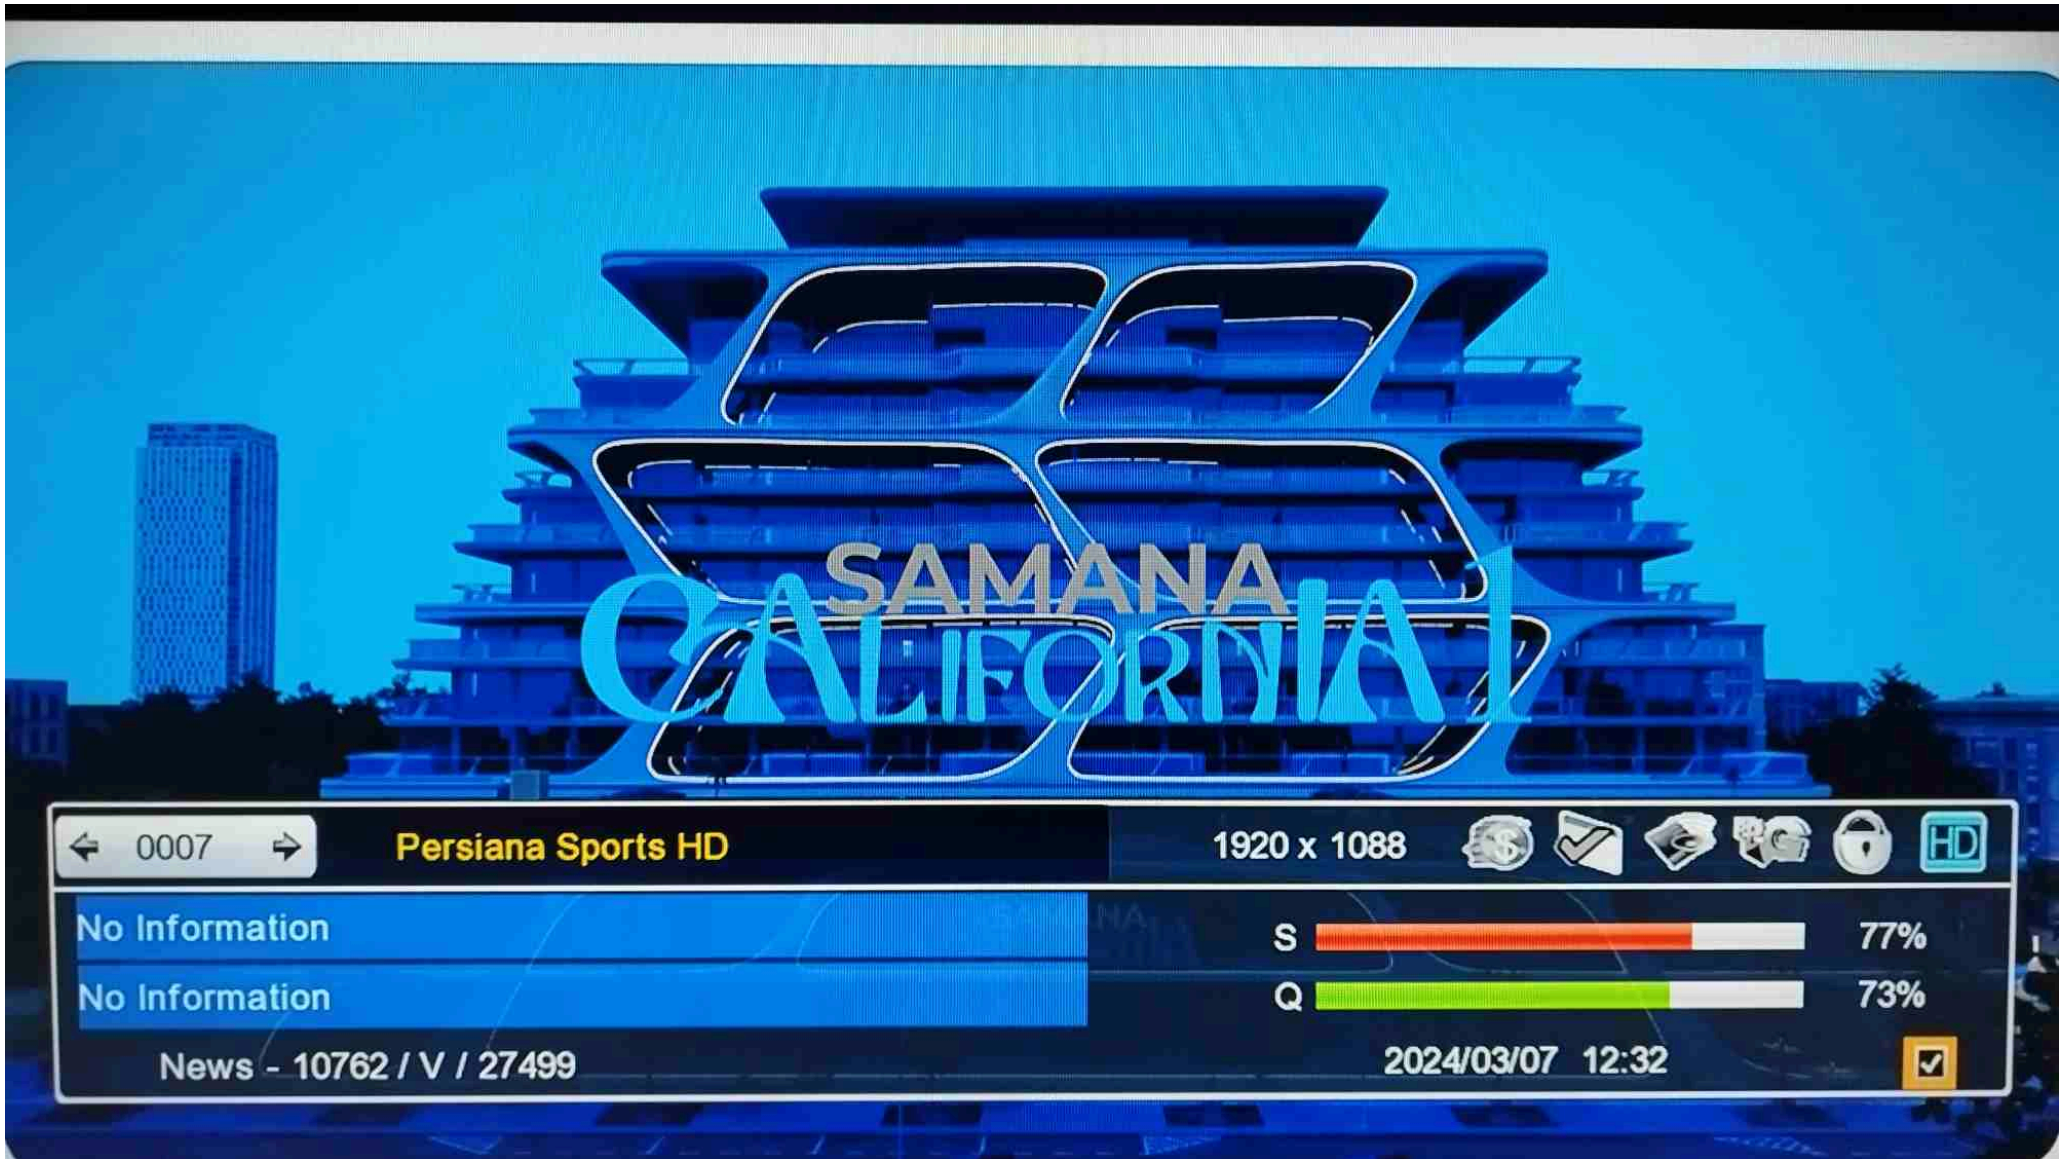 SAMANA
CALIFORNIA 1
0007 Persiana Sports HD 1920 x 1088 HD
No Information S 77%
No Information Q 73%
News - 10762 / V / 27499 2024/03/07 12:32